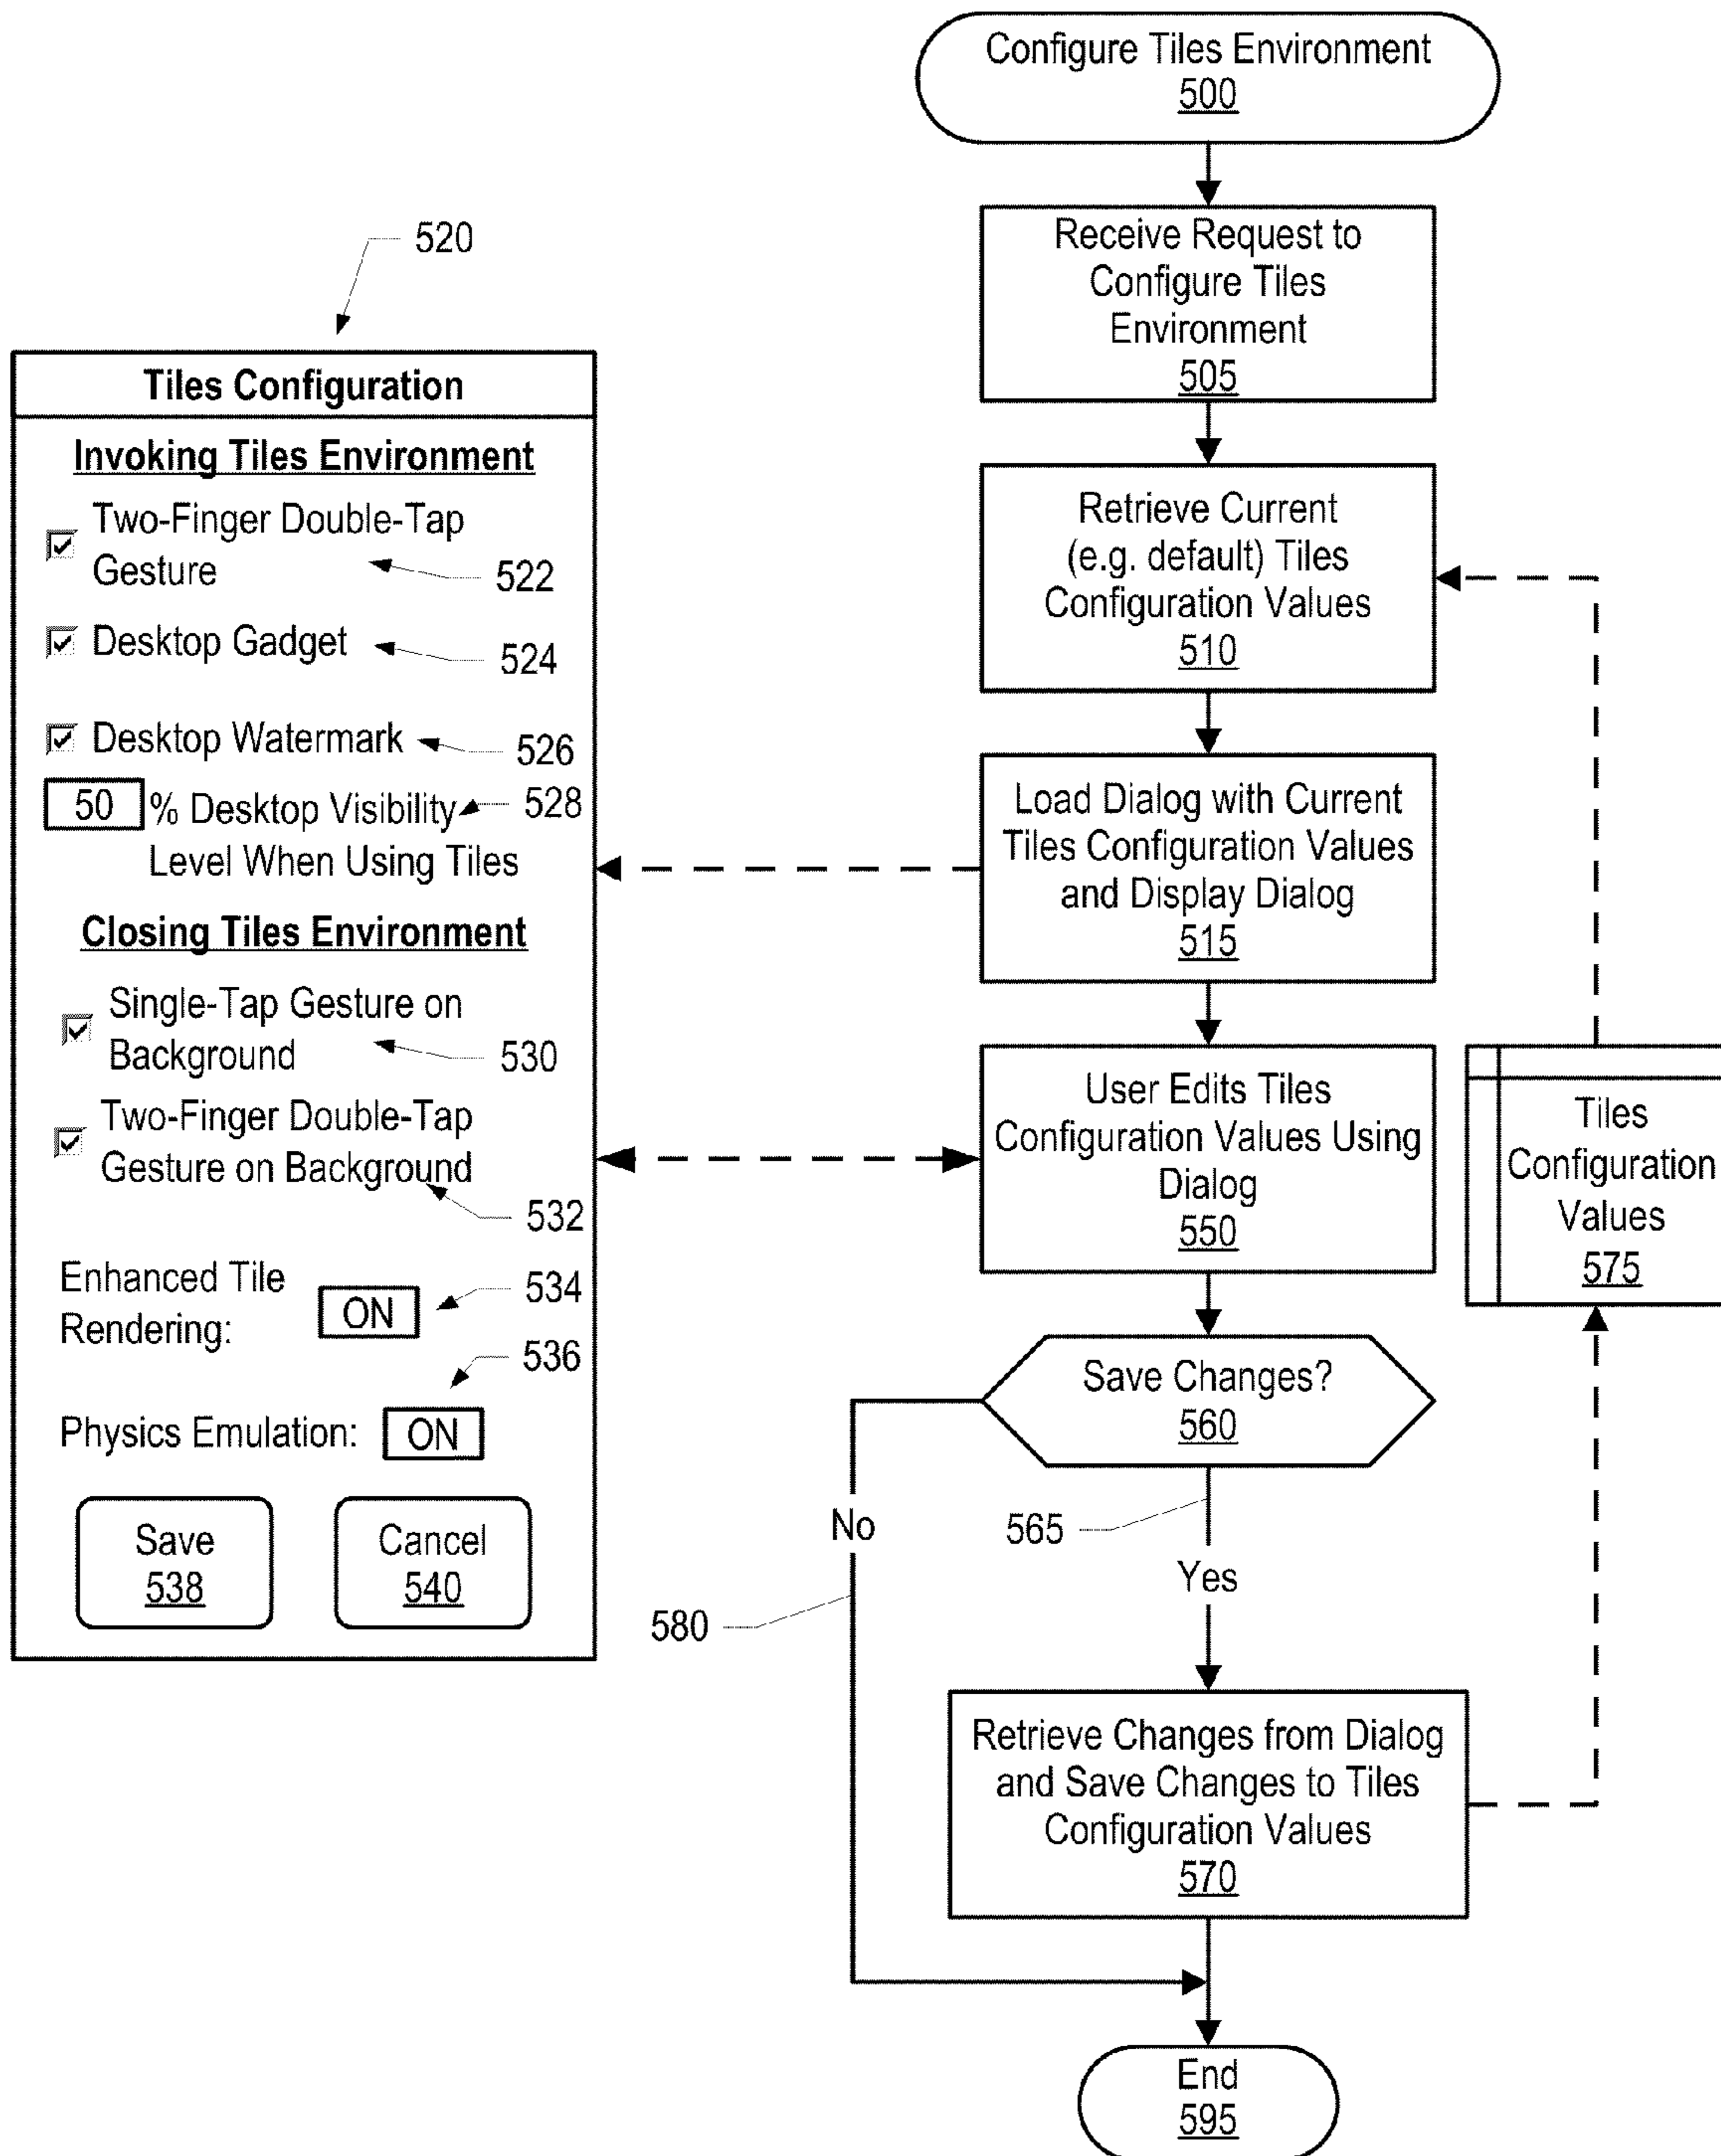 Configure Tiles Environment
500
Receive Request to
Configure Tiles
Environment
505
Retrieve Current
(e.g. default) Tiles
Configuration Values
510
Load Dialog with Current
Tiles Configuration Values
and Display Dialog
515
User Edits Tiles
Configuration Values Using
Dialog
550
Save Changes?
560
No
580
565
Yes
Retrieve Changes from Dialog
and Save Changes to Tiles
Configuration Values
570
End
595
Tiles
Configuration
Values
575
520
Tiles Configuration
Invoking Tiles Environment
Two-Finger Double-Tap
Gesture
522
Desktop Gadget
524
Desktop Watermark
526
50 % Desktop Visibility
528
Level When Using Tiles
Closing Tiles Environment
Single-Tap Gesture on
Background
530
Two-Finger Double-Tap
Gesture on Background
532
Enhanced Tile
Rendering:
ON
534
536
Physics Emulation: ON
Save
538
Cancel
540